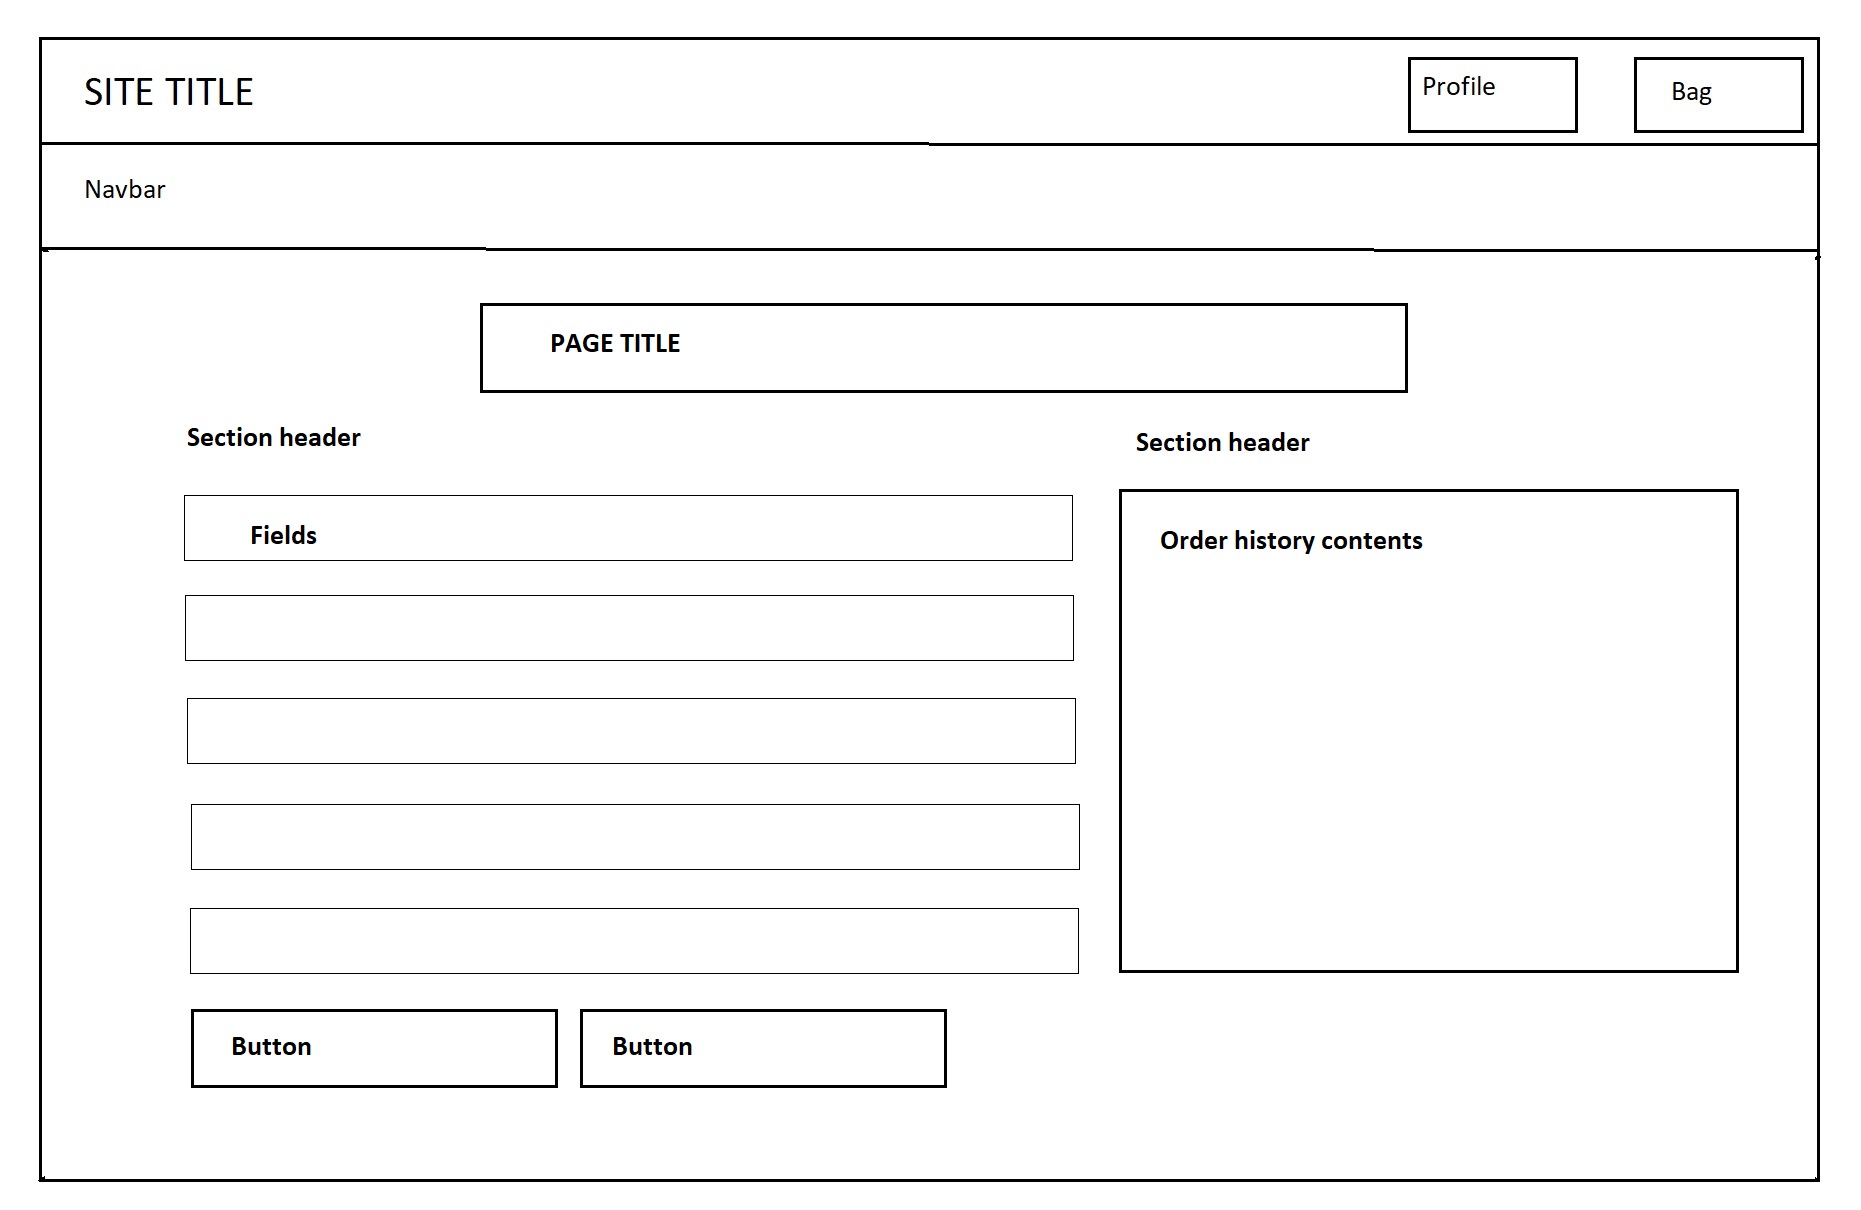 SITE TITLE
Profile
Bag
Navbar
PAGE TITLE
Section header
Section header
Fields
Order history contents
Button
Button